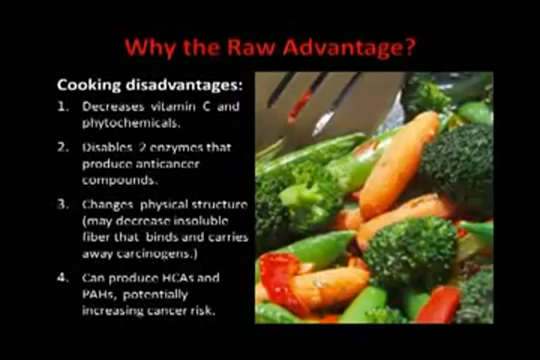 Why the Raw Advantage?
Cooking disadvantages:
1. Decreases vitamin C and
phytochemicals.
2. Disables 2 enzymes that
produce anticancer
compounds.
3. Changes physical structure
(may decrease insoluble
fiber that binds and carries
away carcinogens.)
4. Can produce HCAs and
PAHs, potentially
increasing cancer risk.